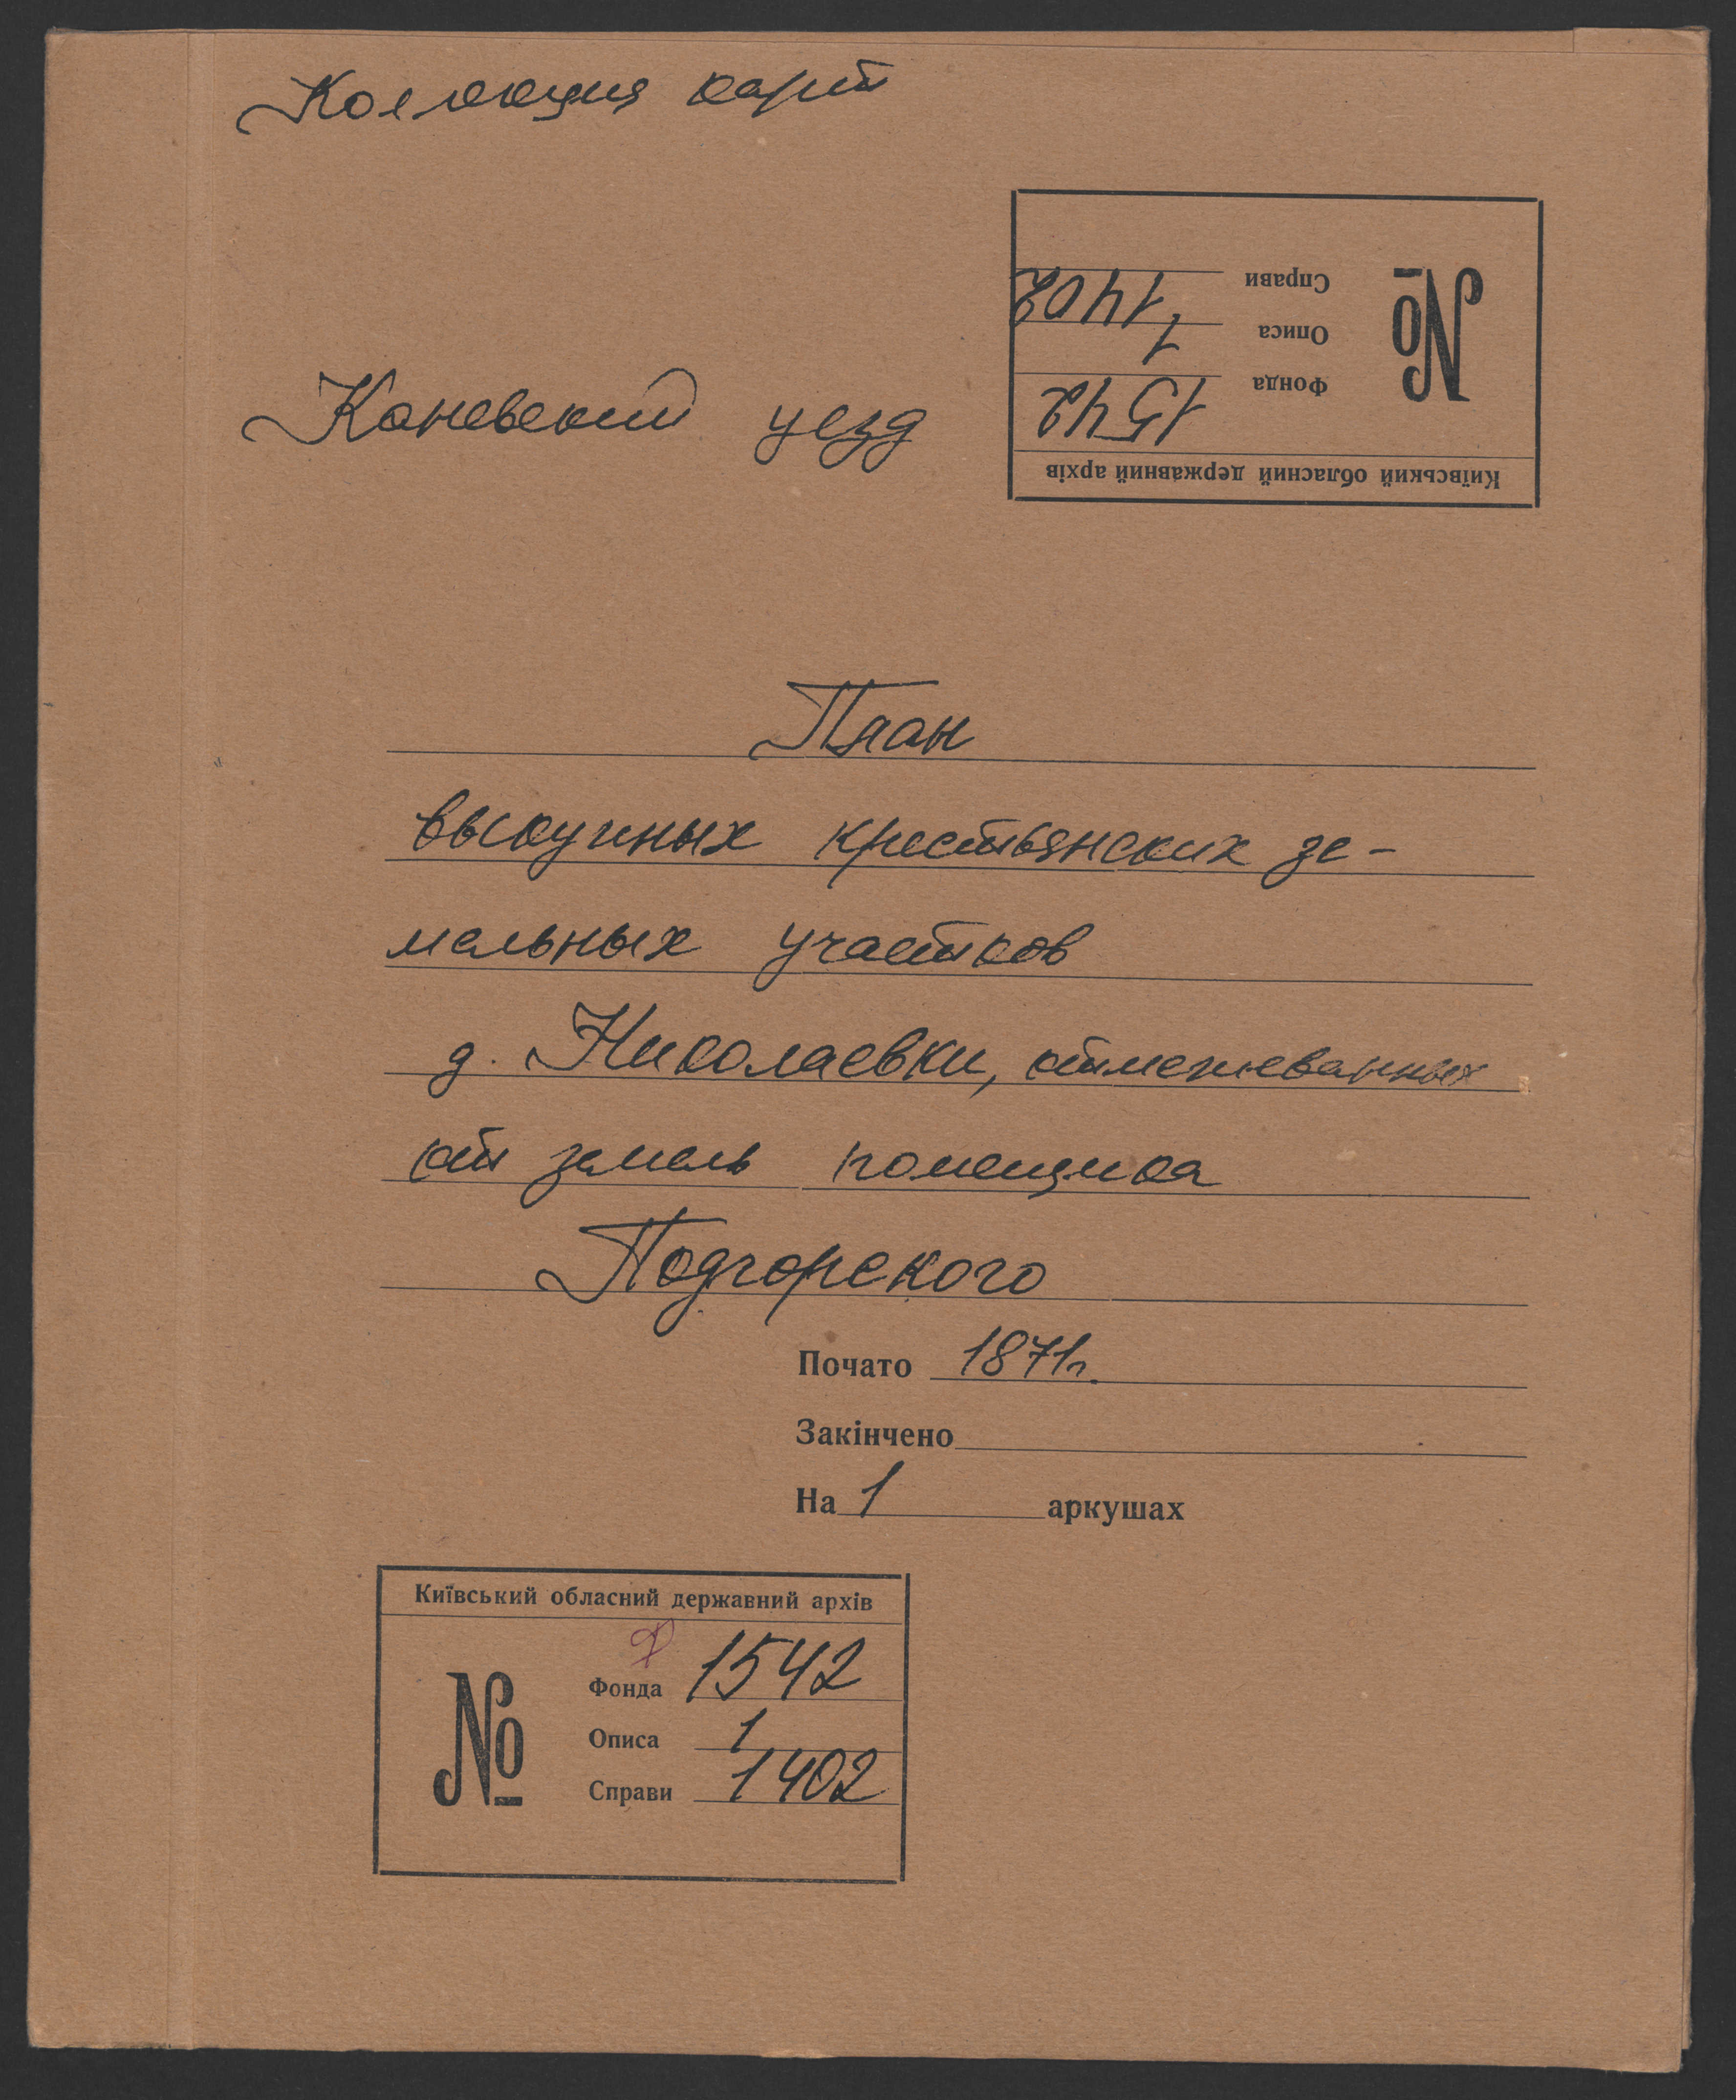 Коллекция карт
Справи 1402
Описа 1
Фонда 1542
№
Київський обласний державний архів
Каневский уезд
План
выкупных крестьянских зе-
мельных участков
д. Николаевки, отмежеванных
от земель помещика
Подгорского
Почато 1871г.
Закінчено
На 1 аркушах
Київський обласний державний архів
ф
№
Фонда 1542
Описа 1
Справи 1402